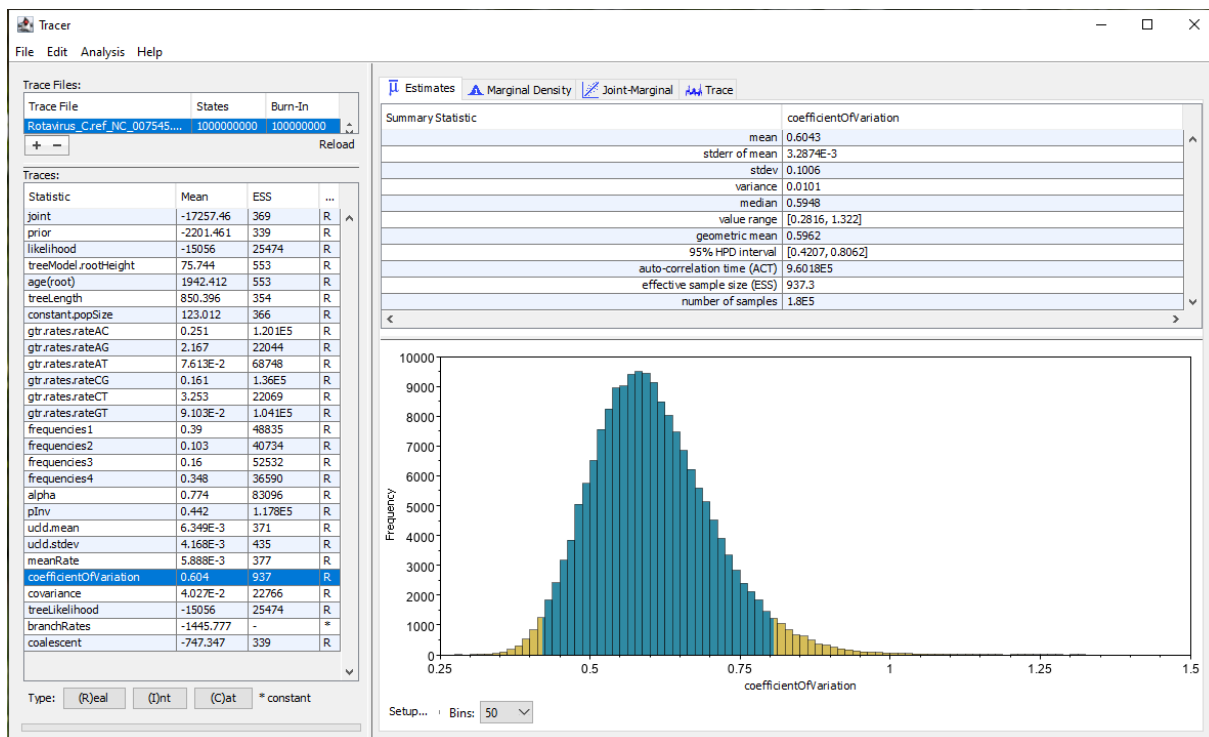 Tracer
File Edit Analysis Help
Trace Files:
Trace File States Burn-In
Rotavirus_C.ref_NC_007545.... 1000000000 100000000
+ - Reload
Traces:
Statistic Mean ESS ...
joint -17257.46 369 R
prior -2201.461 339 R
likelihood -15056 25474 R
treeModel.rootHeight 75.744 553 R
age(root) 1942.412 553 R
treeLength 850.396 354 R
constant.popSize 123.012 366 R
gtr.rates.rateAC 0.251 1.201E5 R
gtr.rates.rateAG 2.167 22044 R
gtr.rates.rateAT 7.613E-2 68748 R
gtr.rates.rateCG 0.161 1.36E5 R
gtr.rates.rateCT 3.253 22069 R
gtr.rates.rateGT 9.103E-2 1.041E5 R
frequencies1 0.39 48835 R
frequencies2 0.103 40734 R
frequencies3 0.16 52532 R
frequencies4 0.348 36590 R
alpha 0.774 83096 R
pInv 0.442 1.178E5 R
ucld.mean 6.349E-3 371 R
ucld.stdev 4.168E-3 435 R
meanRate 5.888E-3 377 R
coefficientOfVariation 0.604 937 R
covariance 4.027E-2 22766 R
treeLikelihood -15056 25474 R
branchRates -1445.777 - *
coalescent -747.347 339 R
Type: (R)eal (I)nt (C)at * constant
μ Estimates Marginal Density Joint-Marginal Trace
Summary Statistic coefficientOfVariation
mean 0.6043
stderr of mean 3.2874E-3
stdev 0.1006
variance 0.0101
median 0.5948
value range [0.2816, 1.322]
geometric mean 0.5962
95% HPD interval [0.4207, 0.8062]
auto-correlation time (ACT) 9.6018E5
effective sample size (ESS) 937.3
number of samples 1.8E5
10000
9000
8000
7000
6000
5000
4000
3000
2000
1000
0
Frequency
0.25 0.5 0.75 1 1.25 1.5
coefficientOfVariation
Setup... Bins: 50